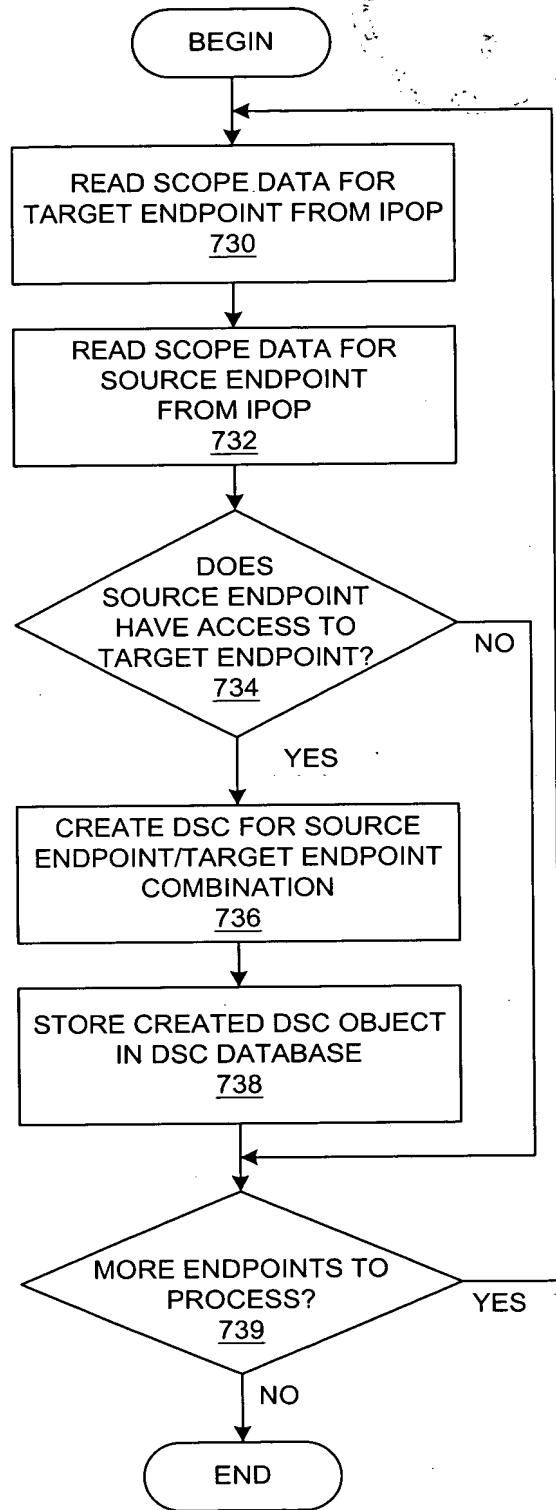 BEGIN
READ SCOPE DATA FOR
TARGET ENDPOINT FROM IPOP
730
READ SCOPE DATA FOR
SOURCE ENDPOINT
FROM IPOP
732
DOES
SOURCE ENDPOINT
HAVE ACCESS TO
TARGET ENDPOINT?
734
NO
YES
CREATE DSC FOR SOURCE
ENDPOINT/TARGET ENDPOINT
COMBINATION
736
STORE CREATED DSC OBJECT
IN DSC DATABASE
738
MORE ENDPOINTS TO
PROCESS?
739
YES
NO
END